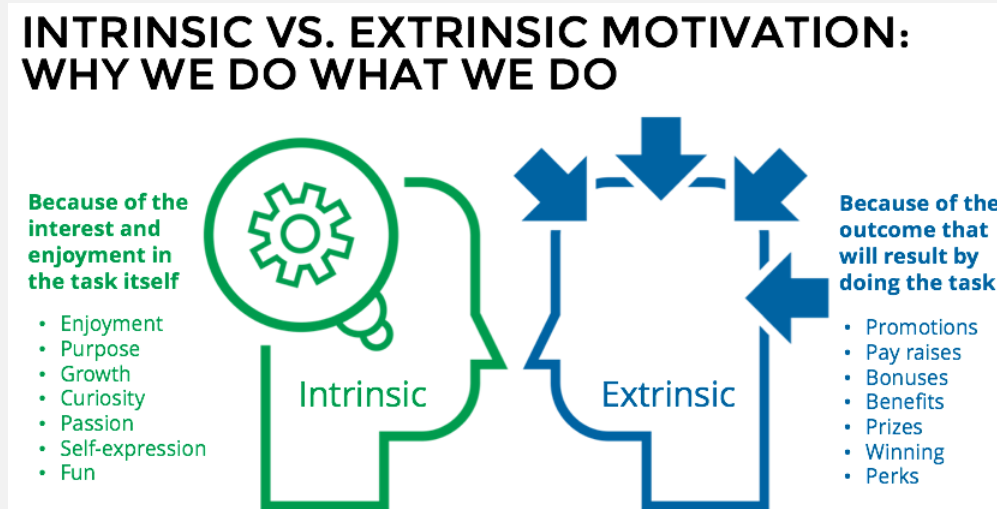 INTRINSIC VS. EXTRINSIC MOTIVATION:
WHY WE DO WHAT WE DO
Because of the
interest and
enjoyment in
the task itself
• Enjoyment
• Purpose
• Growth
• Curiosity
• Passion
• Self-expression
• Fun
Intrinsic
Extrinsic
Because of the
outcome that
will result by
doing the task
• Promotions
• Pay raises
• Bonuses
• Benefits
• Prizes
• Winning
• Perks